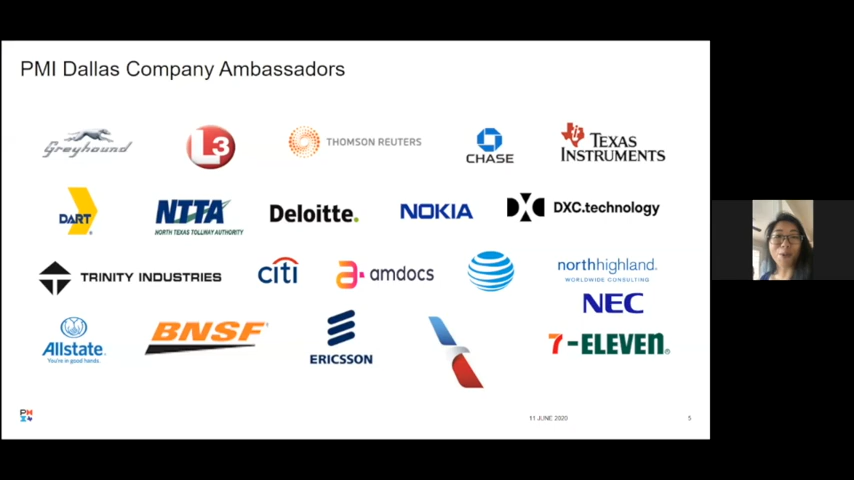 PMI Dallas Company Ambassadors
Greyhound
L3
THOMSON REUTERS
CHASE
TEXAS
INSTRUMENTS
DART
NTTA
NORTH TEXAS TOLLWAY AUTHORITY
Deloitte.
NOKIA
DXC.technology
TRINITY INDUSTRIES
citi
a: amdocs
northhighland.
WORLDWIDE CONSULTING
NEC
Allstate.
You're in good hands.
BNSF
ERICSSON
7-ELEVEN®
11 JUNE 2020
5